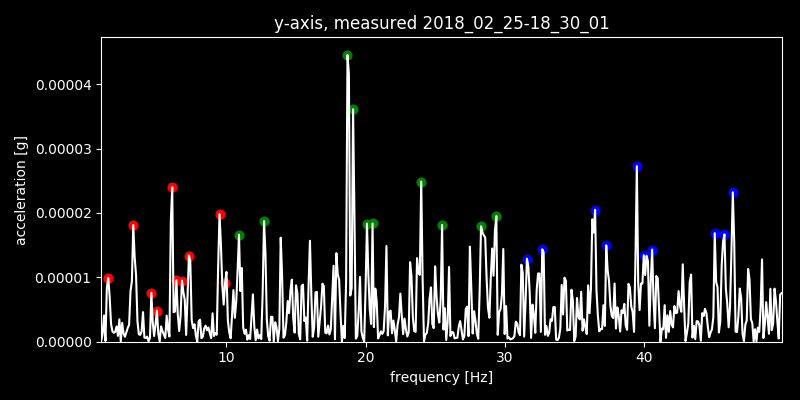 y-axis, measured 2018_02_25-18_30_01
acceleration [g]
0.00004
0.00003
0.00002
0.00001
0.00000
10 20 30 40
frequency [Hz]